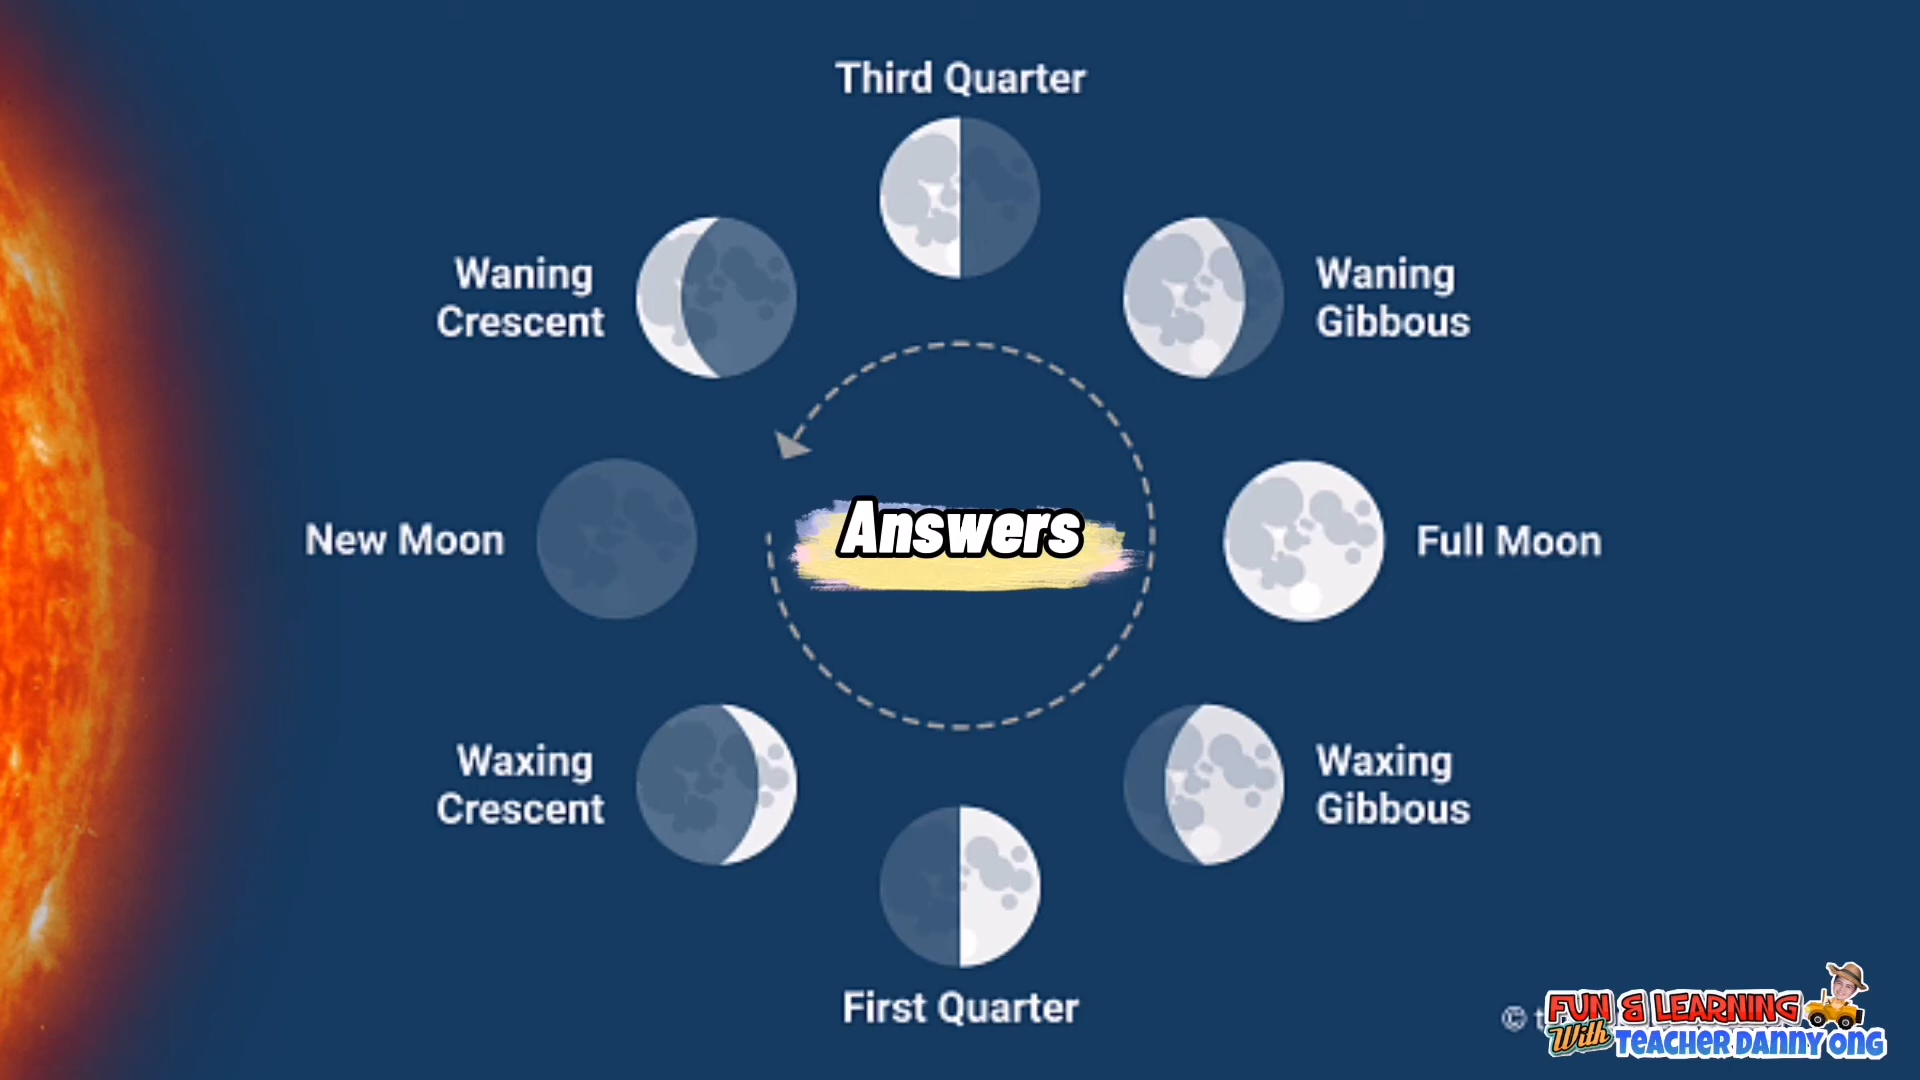 Third Quarter
Waning
Crescent
Waning
Gibbous
New Moon
Answers
Full Moon
Waxing
Crescent
Waxing
Gibbous
First Quarter
©
FUN & LEARNING
With TEACHER DANNY ONG